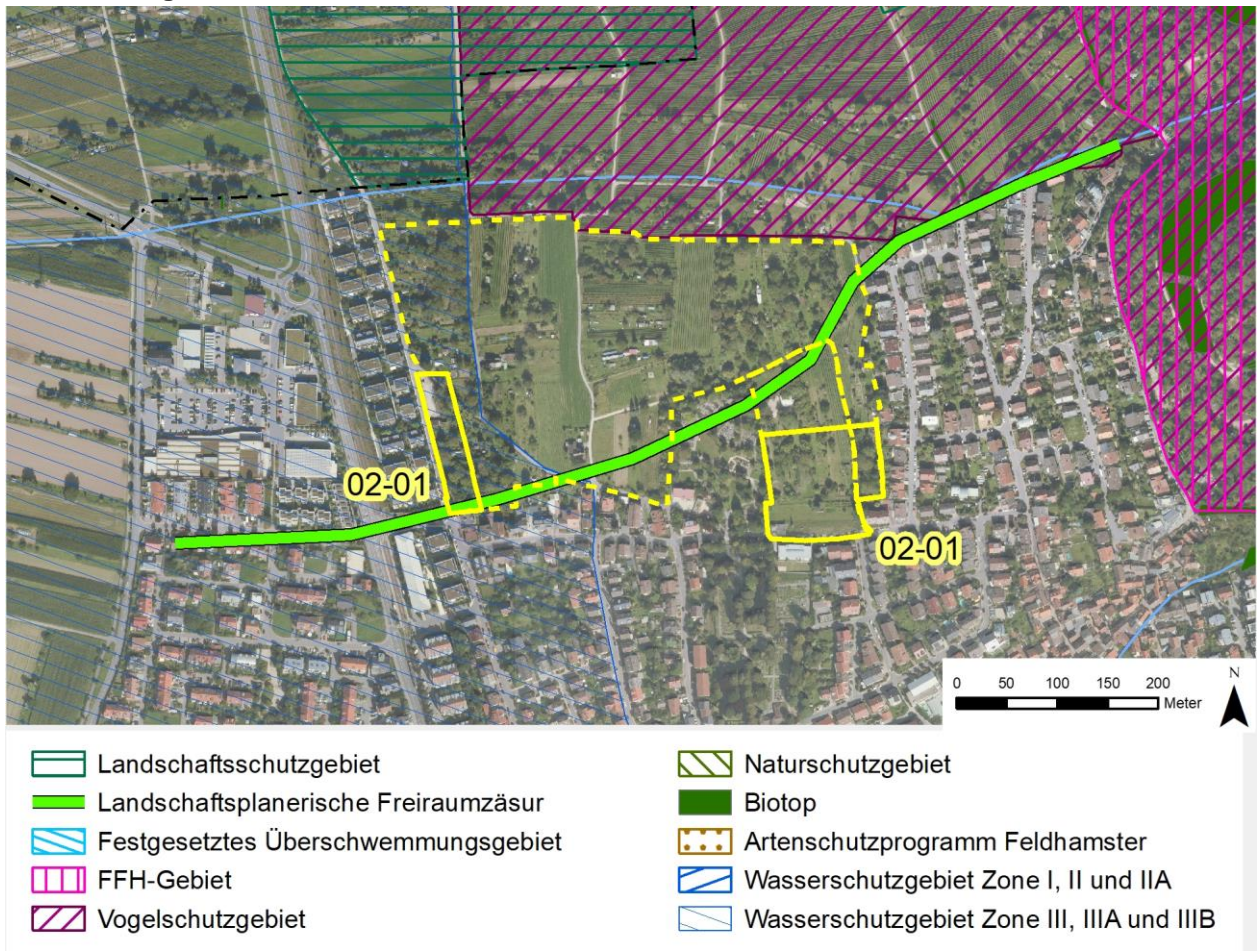 02-01
02-01
N
0 50 100 150 200
Meter
Landschaftsschutzgebiet
Landschaftsplanerische Freiraumzäsur
Festgesetztes Überschwemmungsgebiet
FFH-Gebiet
Vogelschutzgebiet
Naturschutzgebiet
Biotop
Artenschutzprogramm Feldhamster
Wasserschutzgebiet Zone I, II und IIA
Wasserschutzgebiet Zone III, IIIA und IIIB